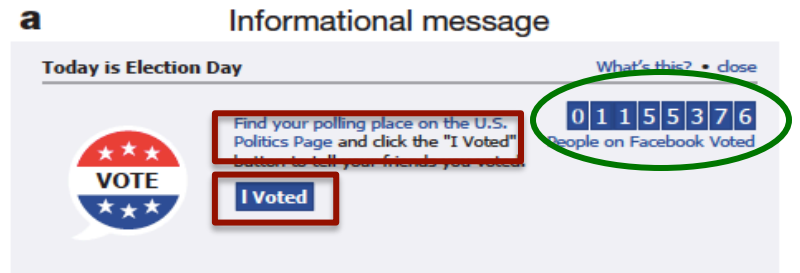 a
Informational message
Today is Election Day
What's this? • close
Find your polling place on the U.S.
Politics Page and click the "I Voted"
button to tell your friends you voted.
0 1 1 5 5 3 7 6
People on Facebook Voted
VOTE
I Voted